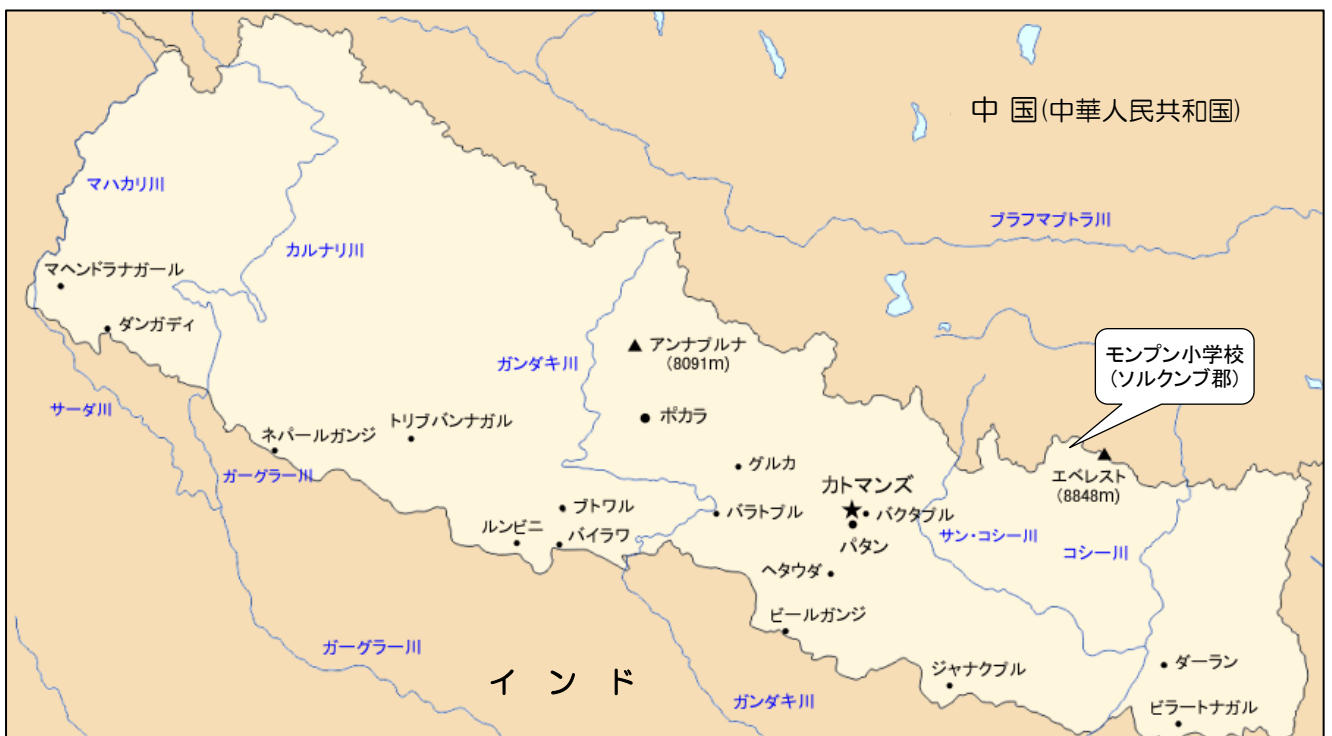 中 国(中華人民共和国)
マハカリ川
ブラフマプトラ川
カルナリ川
マヘンドラナガール
ダンガディ
アンナプルナ
(8091m)
ガンダキ川
モンプン小学校
(ソルクンブ郡)
サーダ川
ポカラ
トリブバンナガル
ネパールガンジ
ガーグラー川
グルカ
エベレスト
(8848m)
カトマンズ
ブトワル
バラトプル
バクタプル
ルンビニ
バイラワ
パタン
サン・コシー川
コシー川
ヘタウダ
ビールガンジ
ガーグラー川
インド
ジャナクプル
ダーラン
ガンダキ川
ビラートナガル